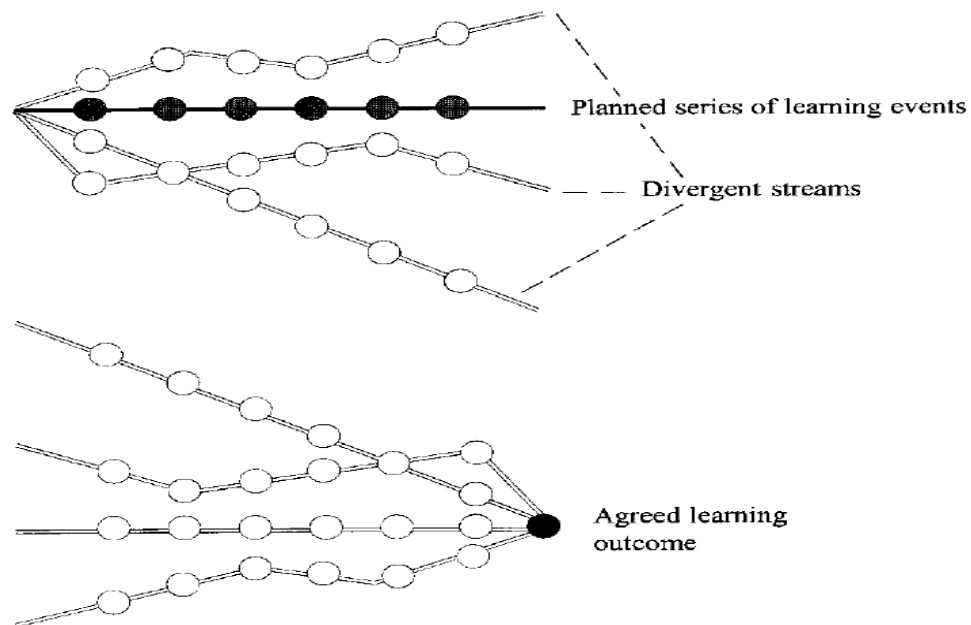 Planned series of learning events
Divergent streams
Agreed learning
outcome